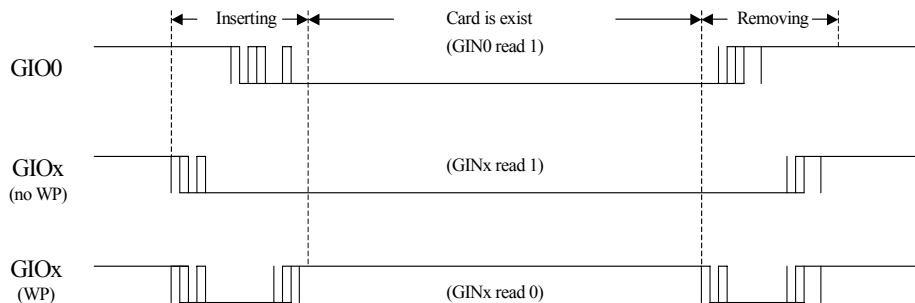 Inserting
Card is exist
Removing
GIO0
(GIN0 read 1)
GIOx
(no WP)
(GINx read 1)
GIOx
(WP)
(GINx read 0)